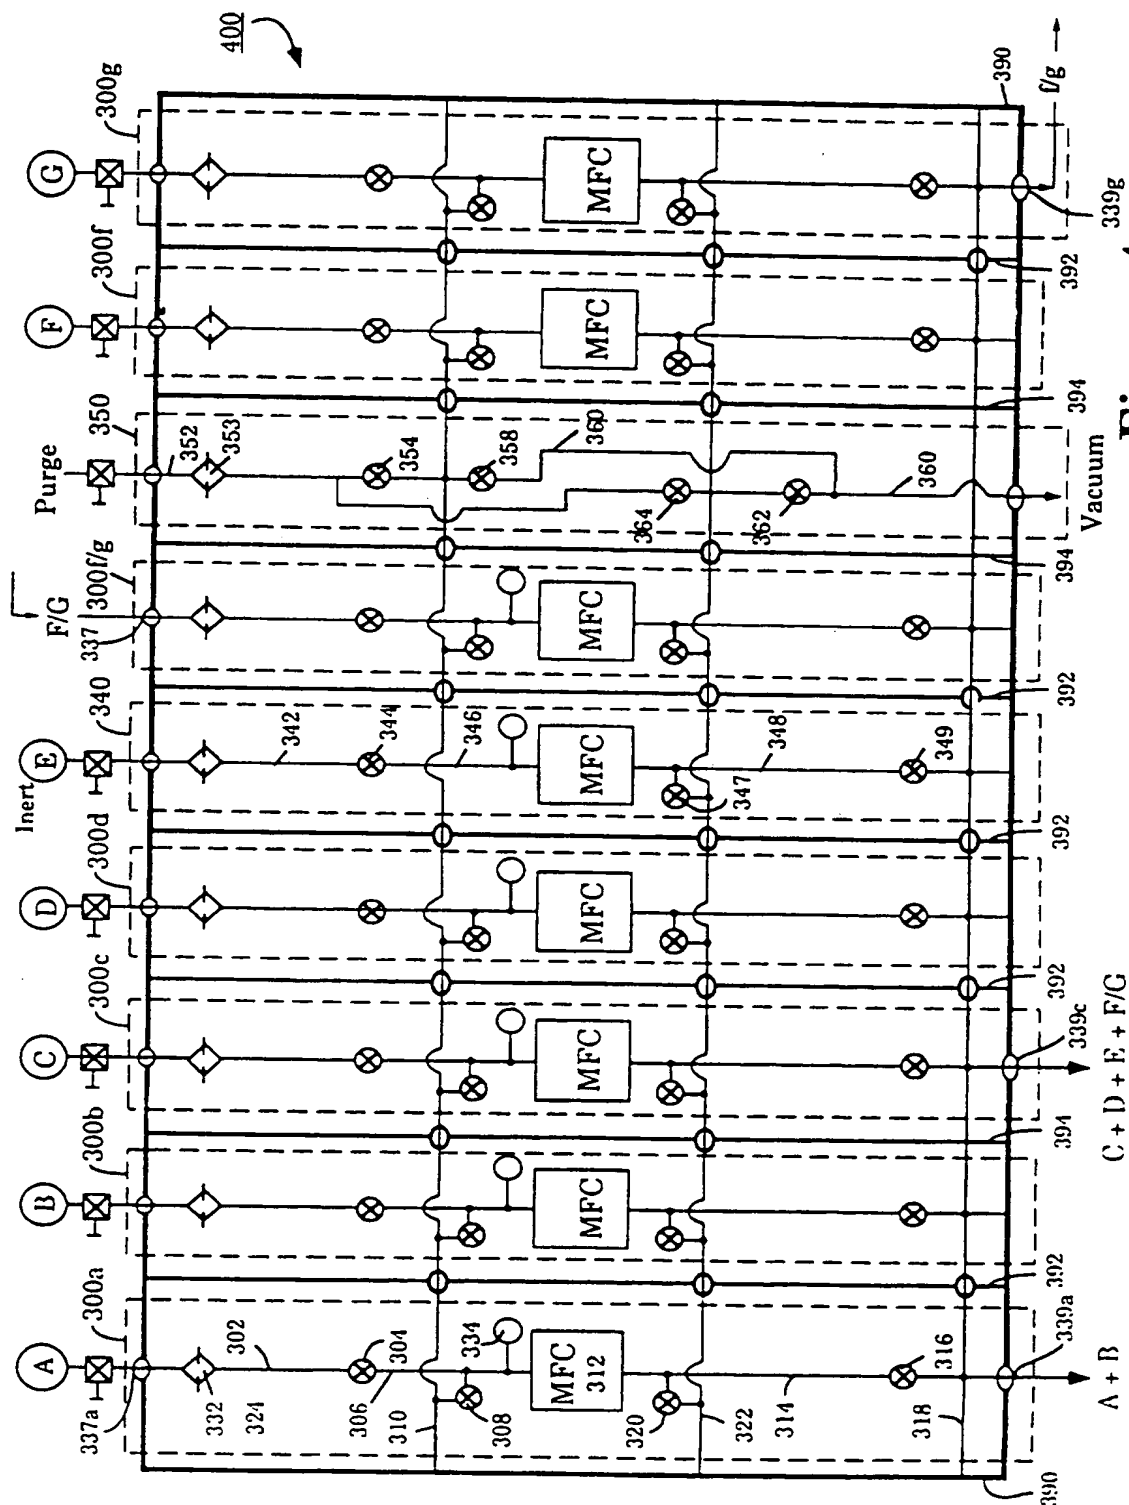 400
A
B
C
D
Inert
E
F/G
Purge
F
G
337a
300a
300b
300c
300d
340
337
300f/g
350
300f
300g
332
324
302
342
352
353
304
306
310
308
334
344
346
354
358
360
MFC
312
MFC
MFC
MFC
MFC
MFC
MFC
MFC
320
322
314
347
348
364
362
360
316
318
349
390
339a
392
394
339c
392
392
392
394
394
392
339g
390
A + B
C + D + E + F/G
Vacuum
f/g